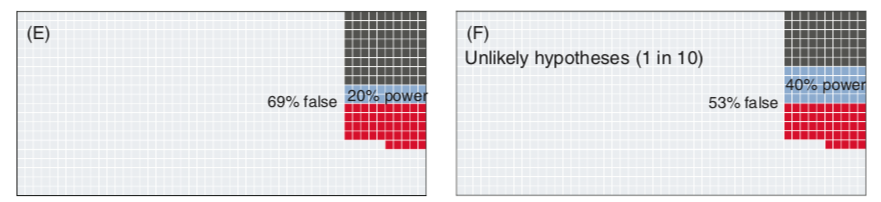 (E)
69% false
20% power
(F)
Unlikely hypotheses (1 in 10)
40% power
53% false